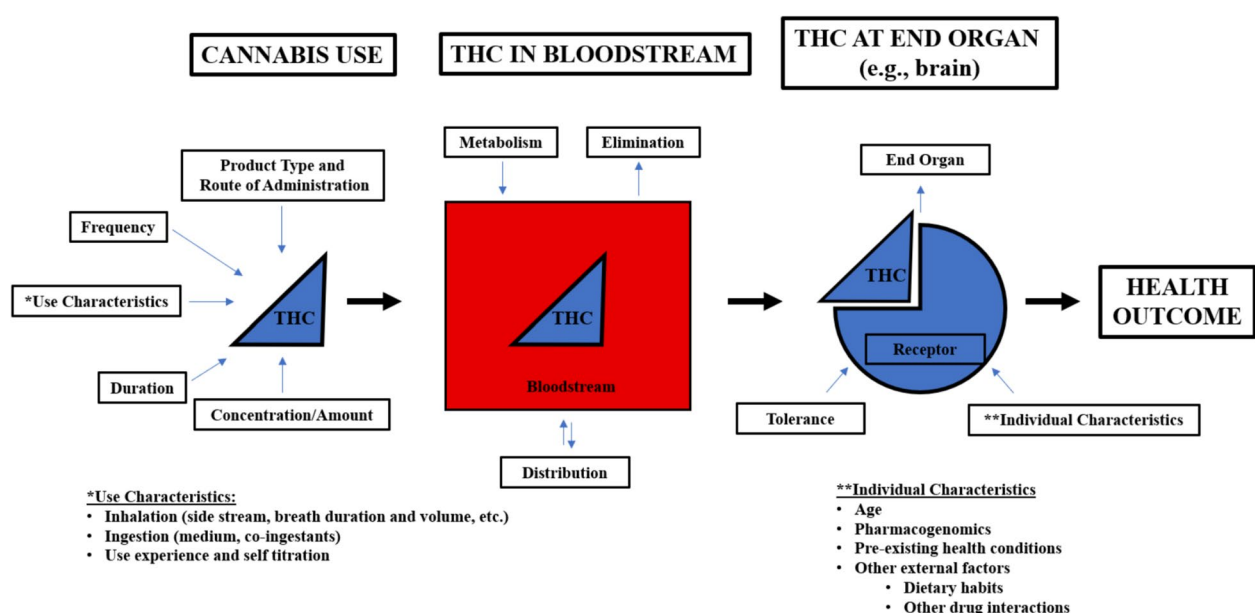 CANNABIS USE
THC IN BLOODSTREAM
THC AT END ORGAN
(e.g., brain)
Metabolism
Elimination
Product Type and
Route of Administration
End Organ
Frequency
*Use Characteristics
THC
THC
THC
HEALTH
OUTCOME
Receptor
Bloodstream
Duration
Concentration/Amount
Tolerance
**Individual Characteristics
Distribution
*Use Characteristics:
• Inhalation (side stream, breath duration and volume, etc.)
• Ingestion (medium, co-ingestants)
• Use experience and self titration
**Individual Characteristics
• Age
• Pharmacogenomics
• Pre-existing health conditions
• Other external factors
• Dietary habits
• Other drug interactions